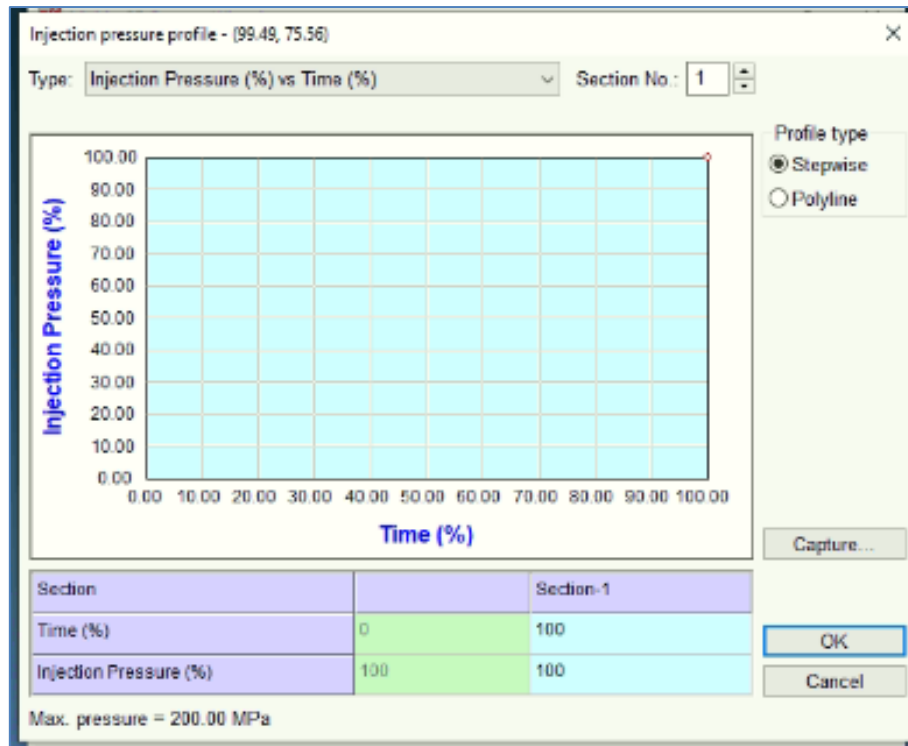 Injection pressure profile - (99.49, 75.56)
Type: Injection Pressure (%) vs Time (%) Section No.: 1
Profile type
Stepwise
Polyline
Injection Pressure (%)
100.00
90.00
80.00
70.00
60.00
50.00
40.00
30.00
20.00
10.00
0.00
0.00 10.00 20.00 30.00 40.00 50.00 60.00 70.00 80.00 90.00 100.00
Time (%)
Capture...
Section Section-1
Time (%) 0 100
Injection Pressure (%) 100 100
OK
Cancel
Max. pressure = 200.00 MPa